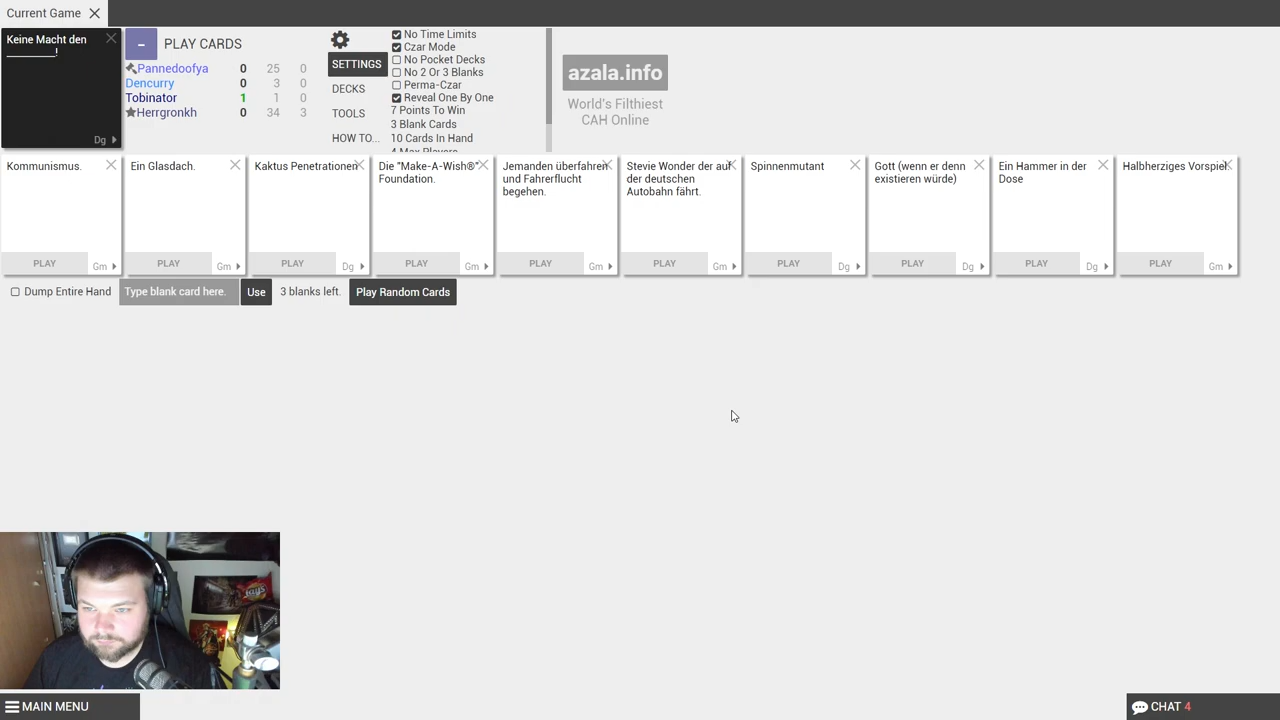 Current Game
Keine Macht den
________!
Dg
–
PLAY CARDS
Pannedoofya 0 25 0
Dencurry 0 3 0
Tobinator 1 1 0
Herrgronkh 0 34 3
SETTINGS
DECKS
TOOLS
HOW TO...
No Time Limits
Czar Mode
No Pocket Decks
No 2 Or 3 Blanks
Perma-Czar
Reveal One By One
7 Points To Win
3 Blank Cards
10 Cards In Hand
4 Max Players
azala.info
World's Filthiest
CAH Online
Kommunismus.
PLAY
Gm
Ein Glasdach.
PLAY
Gm
Kaktus Penetrationen
PLAY
Dg
Die "Make-A-Wish®"
Foundation.
PLAY
Gm
Jemanden überfahren
und Fahrerflucht
begehen.
PLAY
Gm
Stevie Wonder der auf
der deutschen
Autobahn fährt.
PLAY
Gm
Spinnenmutant
PLAY
Dg
Gott (wenn er denn
existieren würde)
PLAY
Dg
Ein Hammer in der
Dose
PLAY
Dg
Halbherziges Vorspiel.
PLAY
Gm
Dump Entire Hand
Type blank card here.
Use
3 blanks left.
Play Random Cards
MAIN MENU
CHAT 4